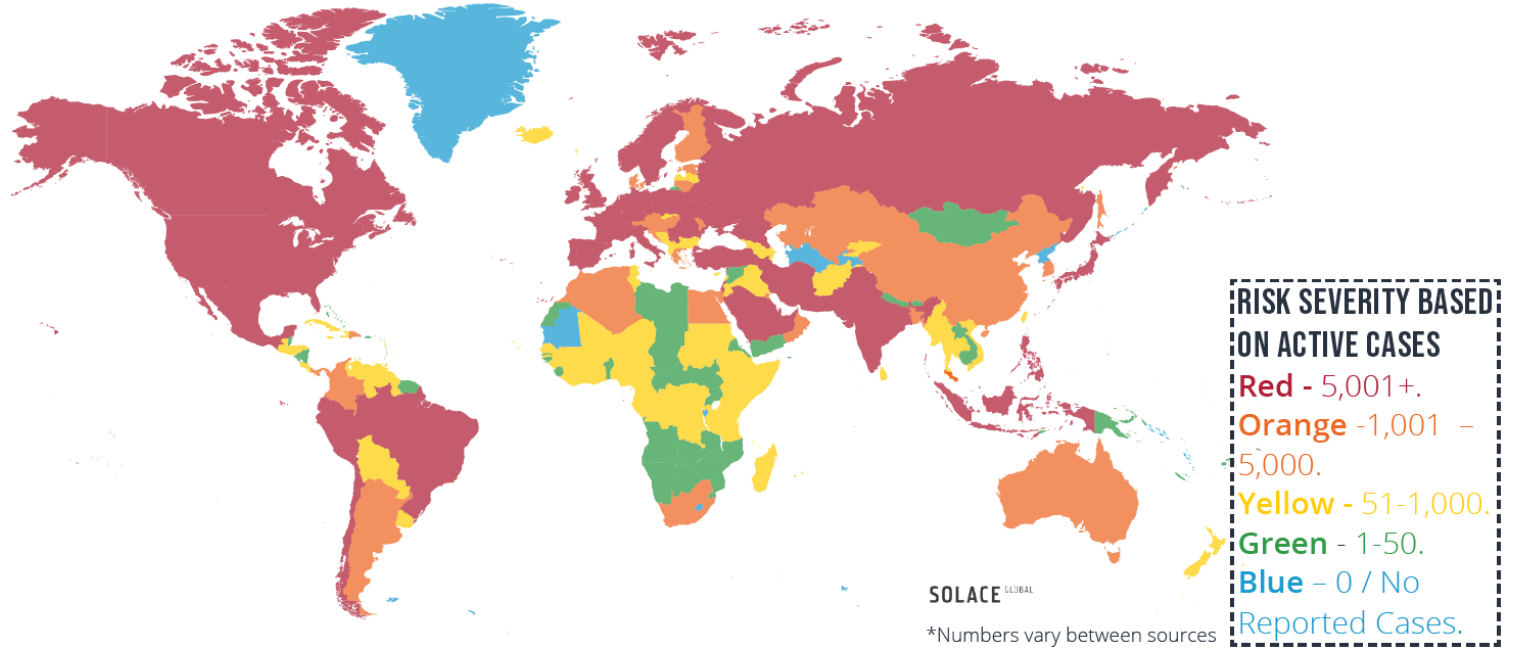 RISK SEVERITY BASED
ON ACTIVE CASES
Red - 5,001+.
Orange -1,001 –
5,000.
Yellow - 51-1,000.
Green - 1-50.
Blue – 0 / No
Reported Cases.
SOLACE GLOBAL
*Numbers vary between sources